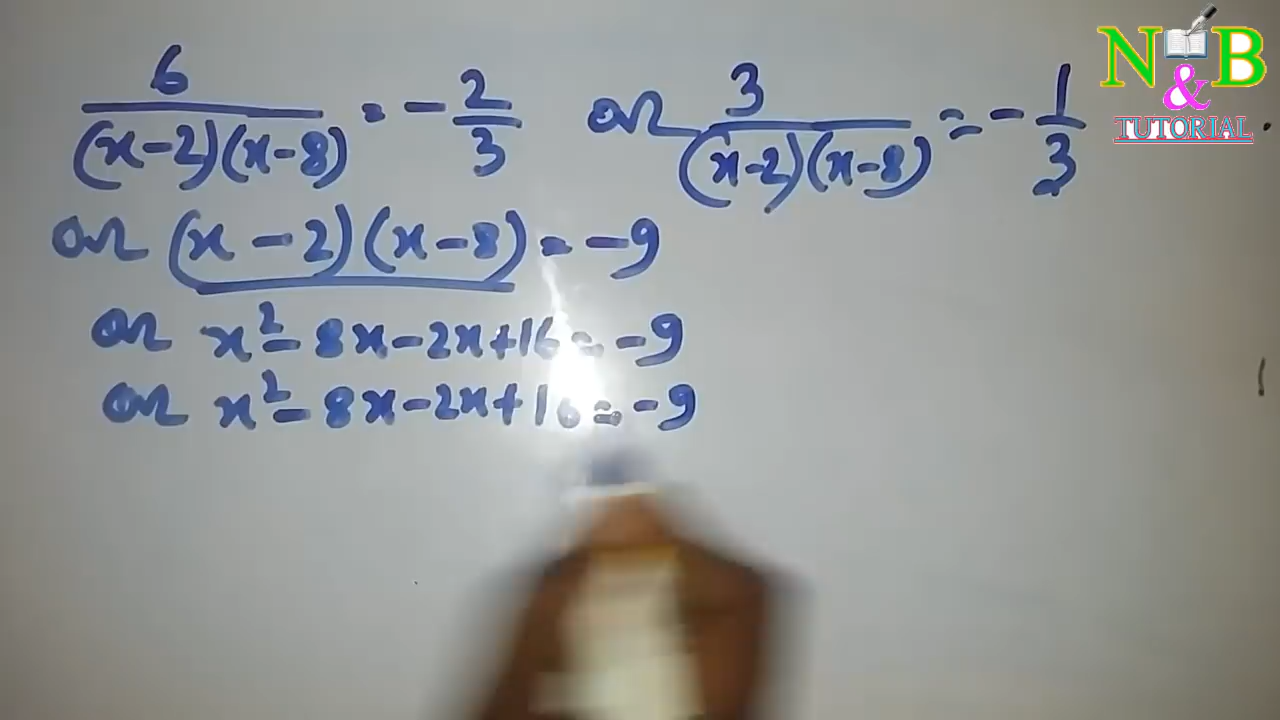 6/((x-2)(x-8)) = -2/3 or 3/((x-2)(x-8)) = -1/3
or (x-2)(x-8) = -9
or x²-8x-2x+16 = -9
or x²-8x-2x+16 = -9
N&B
TUTORIAL